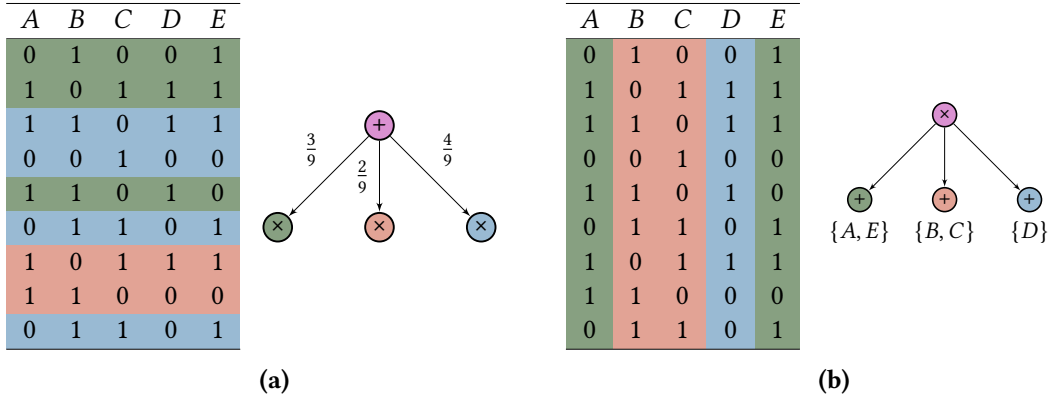 A B C D E
0 1 0 0 1
1 0 1 1 1
1 1 0 1 1
0 0 1 0 0
1 1 0 1 0
0 1 1 0 1
1 0 1 1 1
1 1 0 0 0
0 1 1 0 1
+
3/9
2/9
4/9
× × ×
(a)
A B C D E
0 1 0 0 1
1 0 1 1 1
1 1 0 1 1
0 0 1 0 0
1 1 0 1 0
0 1 1 0 1
1 0 1 1 1
1 1 0 0 0
0 1 1 0 1
×
+ + +
{A, E} {B, C} {D}
(b)